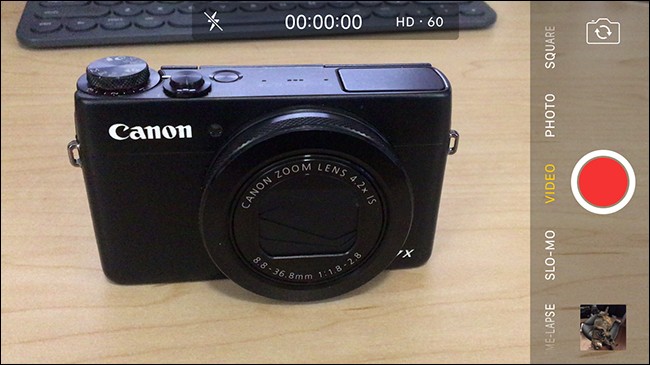 00:00:00
HD · 60
SQUARE
PHOTO
VIDEO
SLO-MO
ME-LAPSE
Canon
CANON ZOOM LENS 4.2x IS
8.8-36.8mm 1:1.8-2.8
X